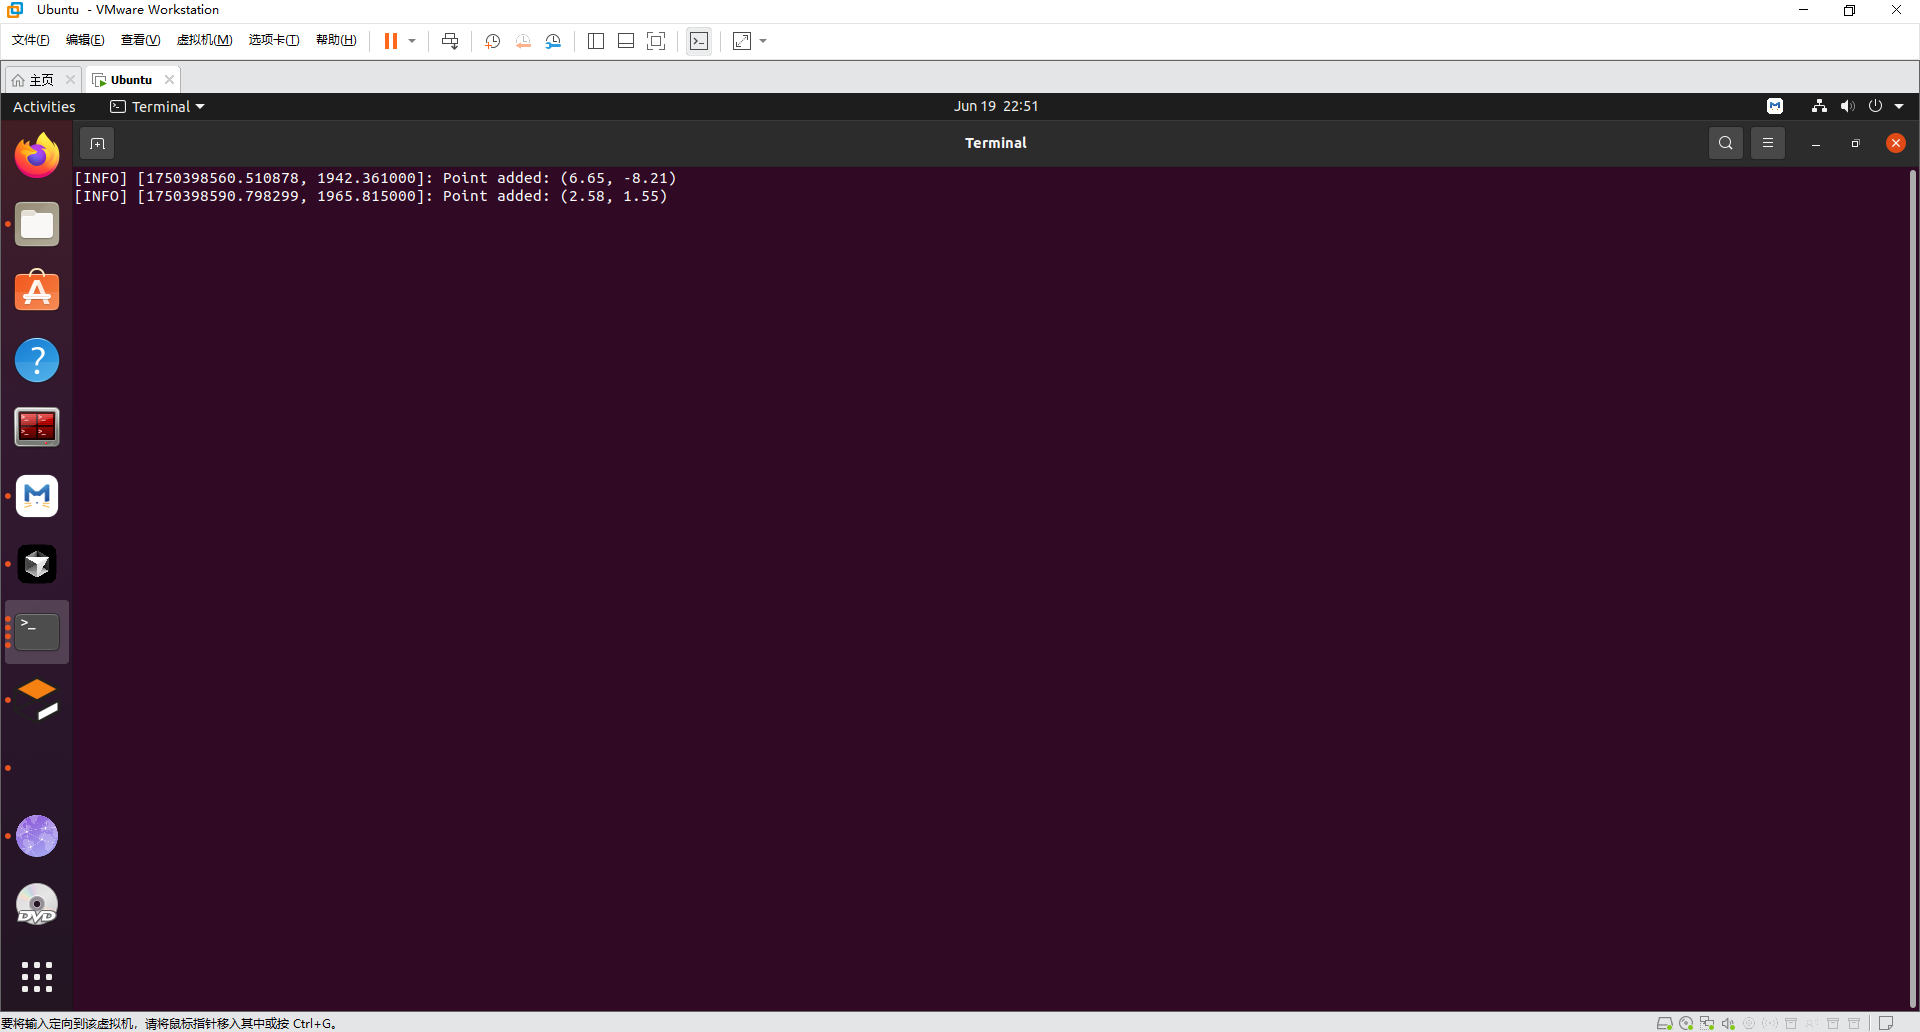 Ubuntu - VMware Workstation
文件(F) 编辑(E) 查看(V) 虚拟机(M) 选项卡(T) 帮助(H)
主页 Ubuntu
Activities Terminal Jun 19 22:51
Terminal
[INFO] [1750398560.510878, 1942.361000]: Point added: (6.65, -8.21)
[INFO] [1750398590.798299, 1965.815000]: Point added: (2.58, 1.55)
DVD
要将输入定向到该虚拟机，请将鼠标指针移入其中或按 Ctrl+G。